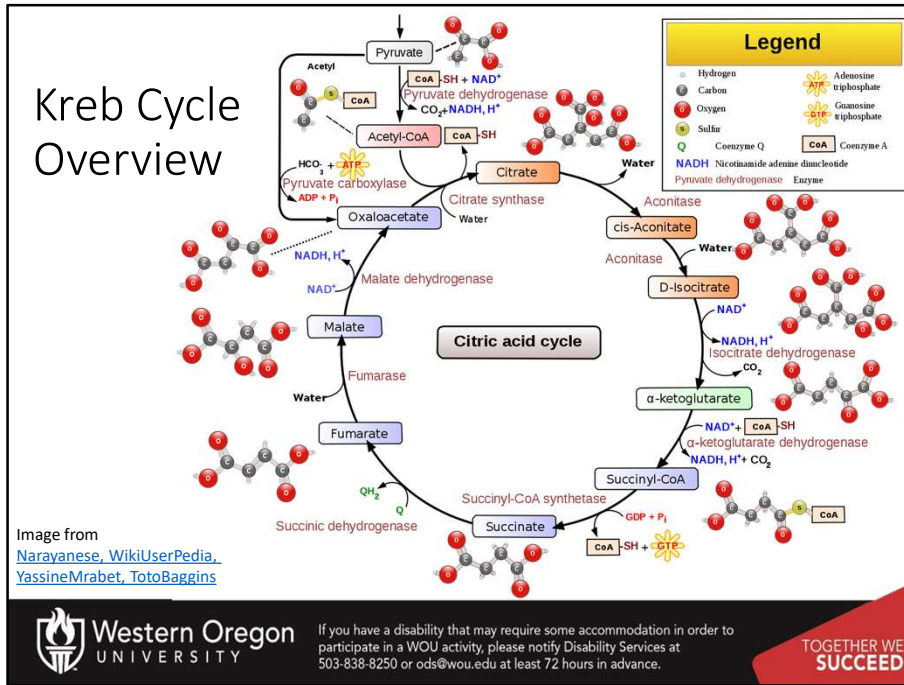 Kreb Cycle
Overview
Pyruvate
Acetyl
CoA-SH + NAD⁺
Pyruvate dehydrogenase
CO₂+NADH, H⁺
S CoA
Acetyl-CoA
CoA-SH
HCO₃⁻ + ATP
Pyruvate carboxylase
ADP + Pi
Citrate
Citrate synthase
Water
Oxaloacetate
Water
Aconitase
cis-Aconitate
Water
Aconitase
D-Isocitrate
NAD⁺
NADH, H⁺
Isocitrate dehydrogenase
CO₂
α-ketoglutarate
NAD⁺+ CoA-SH
α-ketoglutarate dehydrogenase
NADH, H⁺+ CO₂
Succinyl-CoA
S CoA
Succinyl-CoA synthetase
GDP + Pi
CoA-SH + GTP
Succinate
QH₂
Q
Succinic dehydrogenase
Fumarate
Water
Fumarase
Malate
NADH, H⁺
NAD⁺
Malate dehydrogenase
Citric acid cycle
Legend
Hydrogen
C Carbon
O Oxygen
S Sulfur
Q Coenzyme Q
ATP Adenosine
triphosphate
GTP Guanosine
triphosphate
CoA Coenzyme A
NADH Nicotinamide adenine dinucleotide
Pyruvate dehydrogenase Enzyme
Image from
Narayanese, WikiUserPedia,
YassineMrabet, TotoBaggins
Western Oregon
UNIVERSITY
If you have a disability that may require some accommodation in order to
participate in a WOU activity, please notify Disability Services at
503-838-8250 or ods@wou.edu at least 72 hours in advance.
TOGETHER WE
SUCCEED